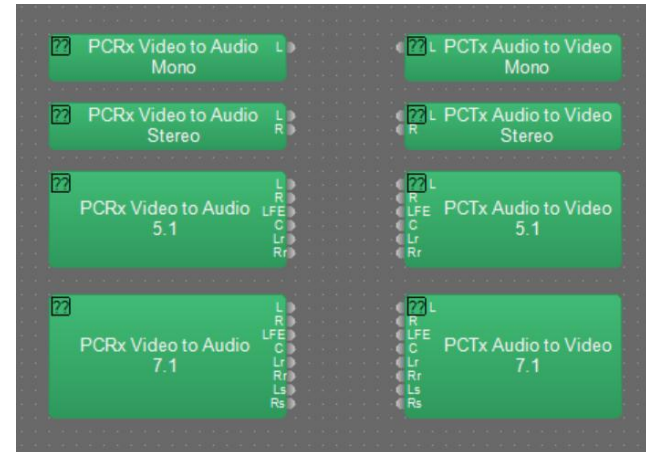 ?? PCRx Video to Audio L
Mono
?? L PCTx Audio to Video
Mono
?? PCRx Video to Audio L
Stereo R
?? L PCTx Audio to Video
R Stereo
?? L
R
PCRx Video to Audio LFE
5.1 C
Lr
Rr
?? L
R
LFE PCTx Audio to Video
C 5.1
Lr
Rr
?? L
R
LFE
PCRx Video to Audio C
7.1 Lr
Rr
Ls
Rs
?? L
R
LFE
C PCTx Audio to Video
Lr 7.1
Rr
Ls
Rs